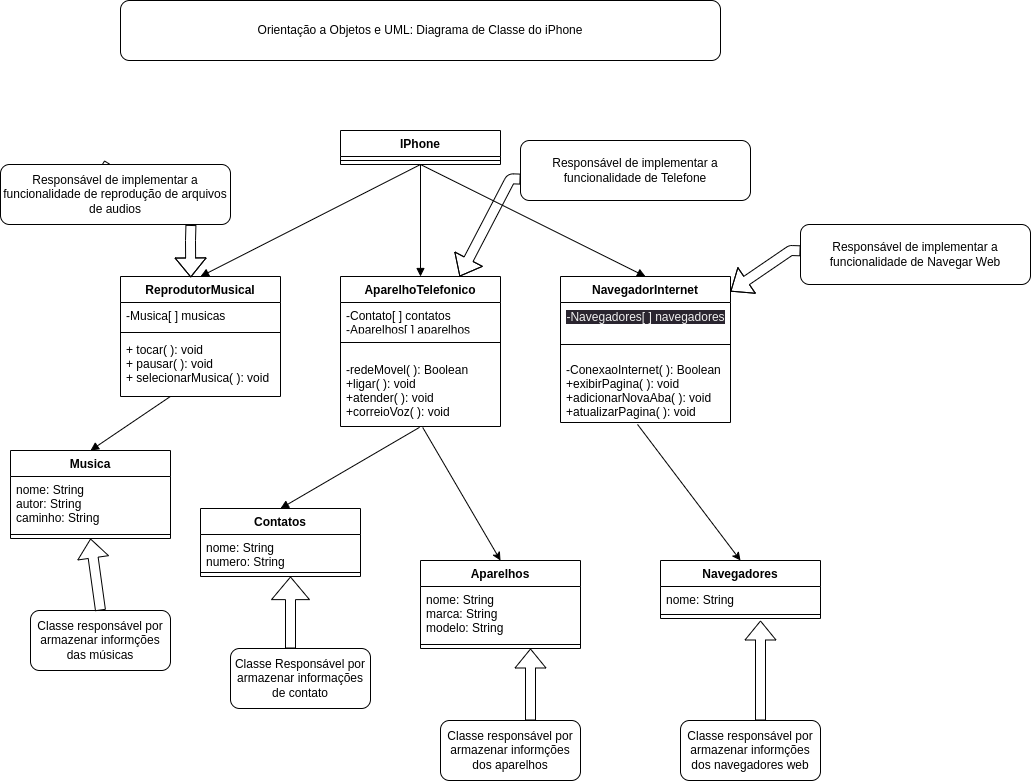 Orientação a Objetos e UML: Diagrama de Classe do iPhone
IPhone
Responsável de implementar a
funcionalidade de Telefone
Responsável de implementar a
funcionalidade de reprodução de arquivos
de audios
Responsável de implementar a
funcionalidade de Navegar Web
ReprodutorMusical
-Musica[ ] musicas
+ tocar( ): void
+ pausar( ): void
+ selecionarMusica( ): void
AparelhoTelefonico
-Contato[ ] contatos
-Aparelhos[ ] aparelhos
-redeMovel( ): Boolean
+ligar( ): void
+atender( ): void
+correioVoz( ): void
NavegadorInternet
-Navegadores[ ] navegadores
-ConexaoInternet( ): Boolean
+exibirPagina( ): void
+adicionarNovaAba( ): void
+atualizarPagina( ): void
Musica
nome: String
autor: String
caminho: String
Contatos
nome: String
numero: String
Aparelhos
nome: String
marca: String
modelo: String
Navegadores
nome: String
Classe responsável por
armazenar informções
das músicas
Classe Responsável por
armazenar informações
de contato
Classe responsável por
armazenar informções
dos aparelhos
Classe responsável por
armazenar informções
dos navegadores web